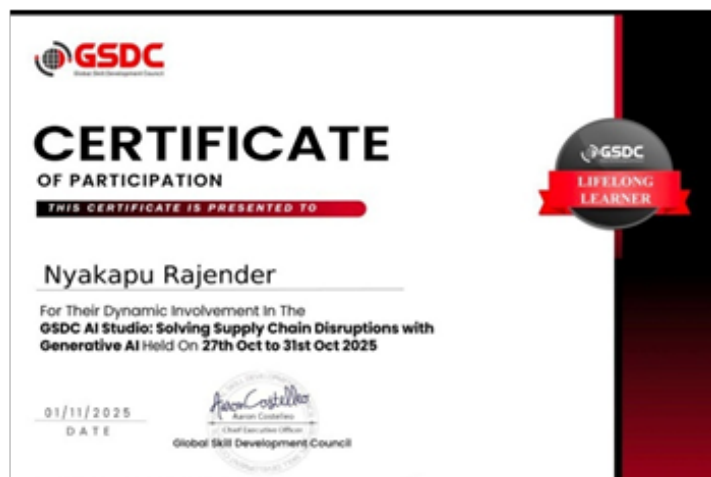 GSDC
Global Skill Development Council
CERTIFICATE
OF PARTICIPATION
THIS CERTIFICATE IS PRESENTED TO
GSDC
LIFELONG
LEARNER
Nyakapu Rajender
For Their Dynamic Involvement In The
GSDC AI Studio: Solving Supply Chain Disruptions with
Generative AI Held On 27th Oct to 31st Oct 2025
01/11/2025
DATE
Aaron Costelleo
Aaron Costelleo
Chief Executive Officer
Global Skill Development Council